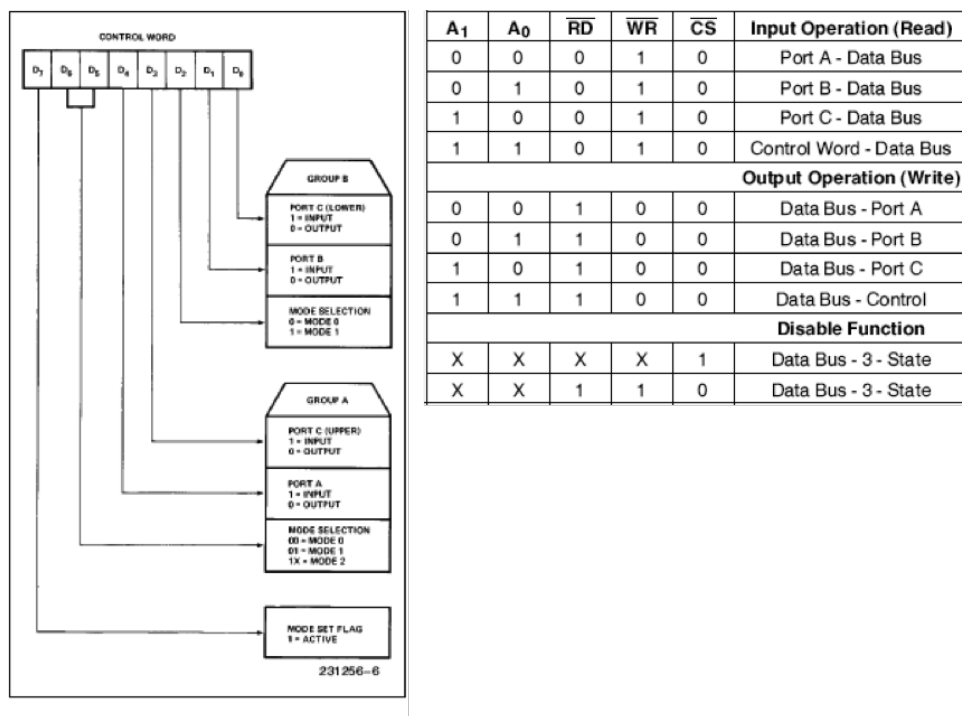 CONTROL WORD
D7 D6 D5 D4 D3 D2 D1 D0
GROUP B
PORT C (LOWER)
1 = INPUT
0 = OUTPUT
PORT B
1 = INPUT
0 = OUTPUT
MODE SELECTION
0 = MODE 0
1 = MODE 1
GROUP A
PORT C (UPPER)
1 = INPUT
0 = OUTPUT
PORT A
1 = INPUT
0 = OUTPUT
MODE SELECTION
00 = MODE 0
01 = MODE 1
1X = MODE 2
MODE SET FLAG
1 = ACTIVE
231256–6
A1 A0 R̅D̅ W̅R̅ C̅S̅ Input Operation (Read)
0 0 0 1 0 Port A - Data Bus
0 1 0 1 0 Port B - Data Bus
1 0 0 1 0 Port C - Data Bus
1 1 0 1 0 Control Word - Data Bus
Output Operation (Write)
0 0 1 0 0 Data Bus - Port A
0 1 1 0 0 Data Bus - Port B
1 0 1 0 0 Data Bus - Port C
1 1 1 0 0 Data Bus - Control
Disable Function
X X X X 1 Data Bus - 3 - State
X X 1 1 0 Data Bus - 3 - State